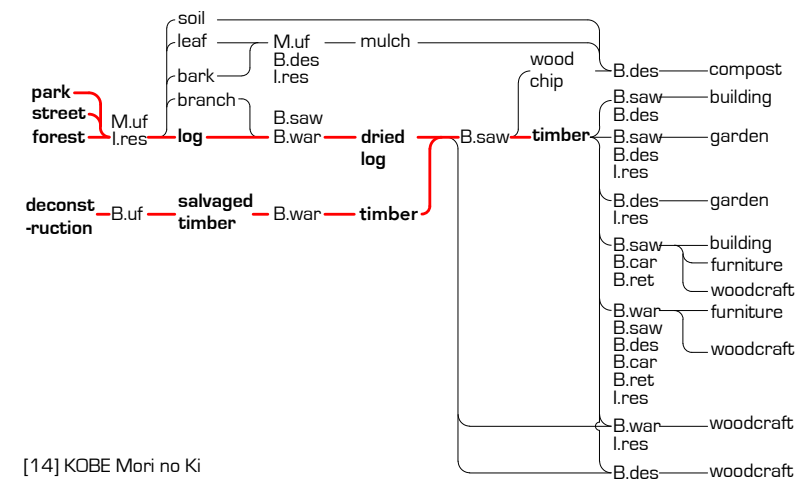 soil
leaf
M.uf
mulch
B.des
I.res
bark
branch
wood
chip
B.des
compost
park
street
forest
M.uf
I.res
log
B.saw
B.war
dried
log
B.saw
timber
B.saw
building
B.des
B.saw
garden
B.des
I.res
deconst
-ruction
B.uf
salvaged
timber
B.war
timber
B.des
garden
I.res
B.saw
building
B.car
furniture
B.ret
woodcraft
B.war
furniture
B.saw
B.des
woodcraft
B.car
B.ret
I.res
B.war
woodcraft
I.res
B.des
woodcraft
[14] KOBE Mori no Ki